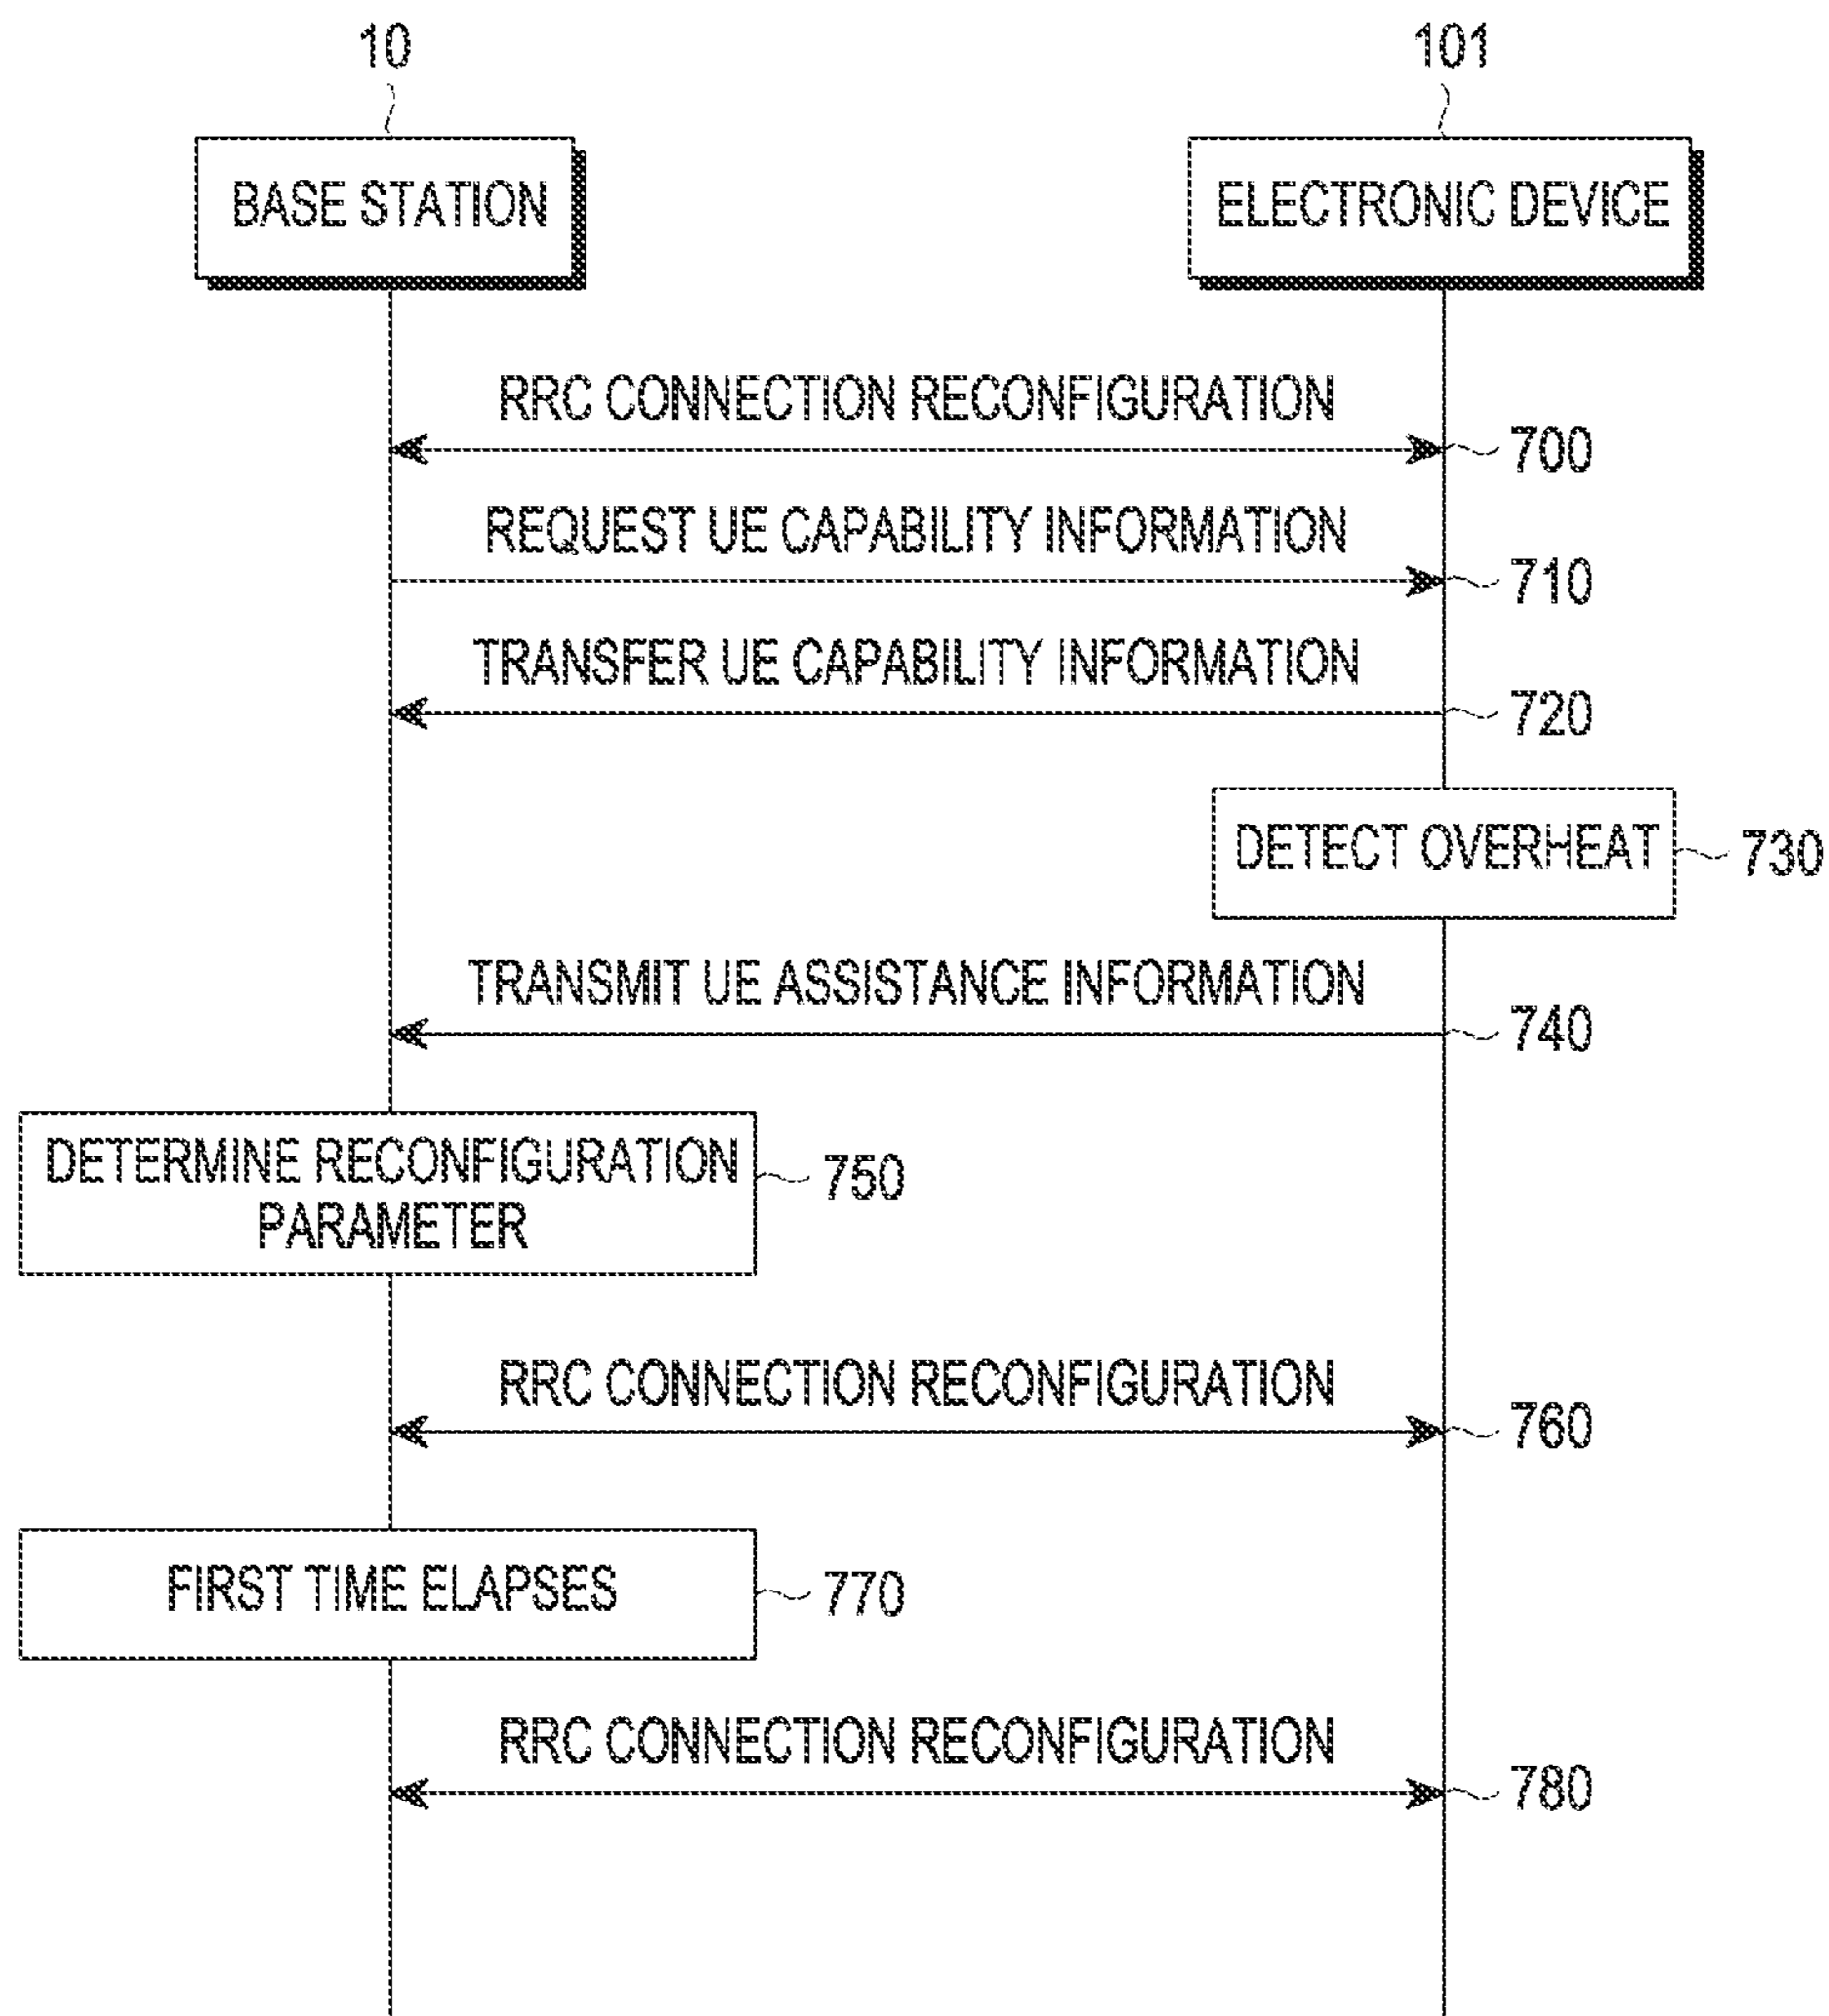 10
101
BASE STATION
ELECTRONIC DEVICE
RRC CONNECTION RECONFIGURATION
700
REQUEST UE CAPABILITY INFORMATION
710
TRANSFER UE CAPABILITY INFORMATION
720
DETECT OVERHEAT
730
TRANSMIT UE ASSISTANCE INFORMATION
740
DETERMINE RECONFIGURATION
PARAMETER
750
RRC CONNECTION RECONFIGURATION
760
FIRST TIME ELAPSES
770
RRC CONNECTION RECONFIGURATION
780